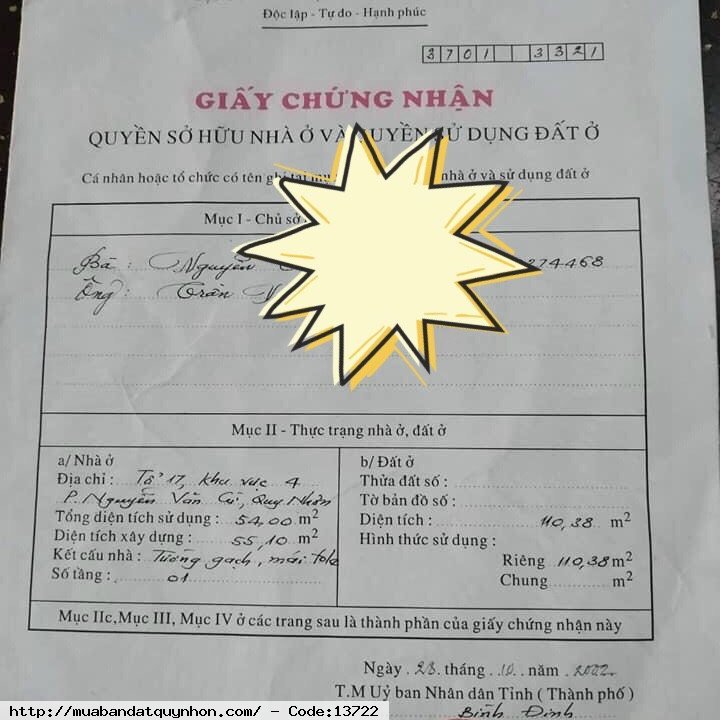 Độc lập - Tự do - Hạnh phúc
3701 3321
GIẤY CHỨNG NHẬN
QUYỀN SỞ HỮU NHÀ Ở VÀ QUYỀN SỬ DỤNG ĐẤT Ở
Cá nhân hoặc tổ chức có tên ghi tại mục nhà ở và sử dụng đất ở
Mục I - Chủ sở
Bà : Nguyễn 274468
Ông : Trần
Mục II - Thực trạng nhà ở, đất ở
a/ Nhà ở
Địa chỉ : Tổ 17, khu vực 4
P. Nguyễn Văn Cừ, Quy Nhơn
Tổng diện tích sử dụng : 54,00 m²
Diện tích xây dựng : 55,10 m²
Kết cấu nhà : Tường gạch, mái tole
Số tầng : 01
b/ Đất ở
Thửa đất số :
Tờ bản đồ số :
Diện tích : 110,38 m²
Hình thức sử dụng :
Riêng 110,38 m²
Chung m²
Mục IIc, Mục III, Mục IV ở các trang sau là thành phần của giấy chứng nhận này
Ngày 28 tháng 10 năm 2002
T.M Uỷ ban Nhân dân Tỉnh ( Thành phố )
Bình Định
http://muabandatquynhon.com/ - Code:13722